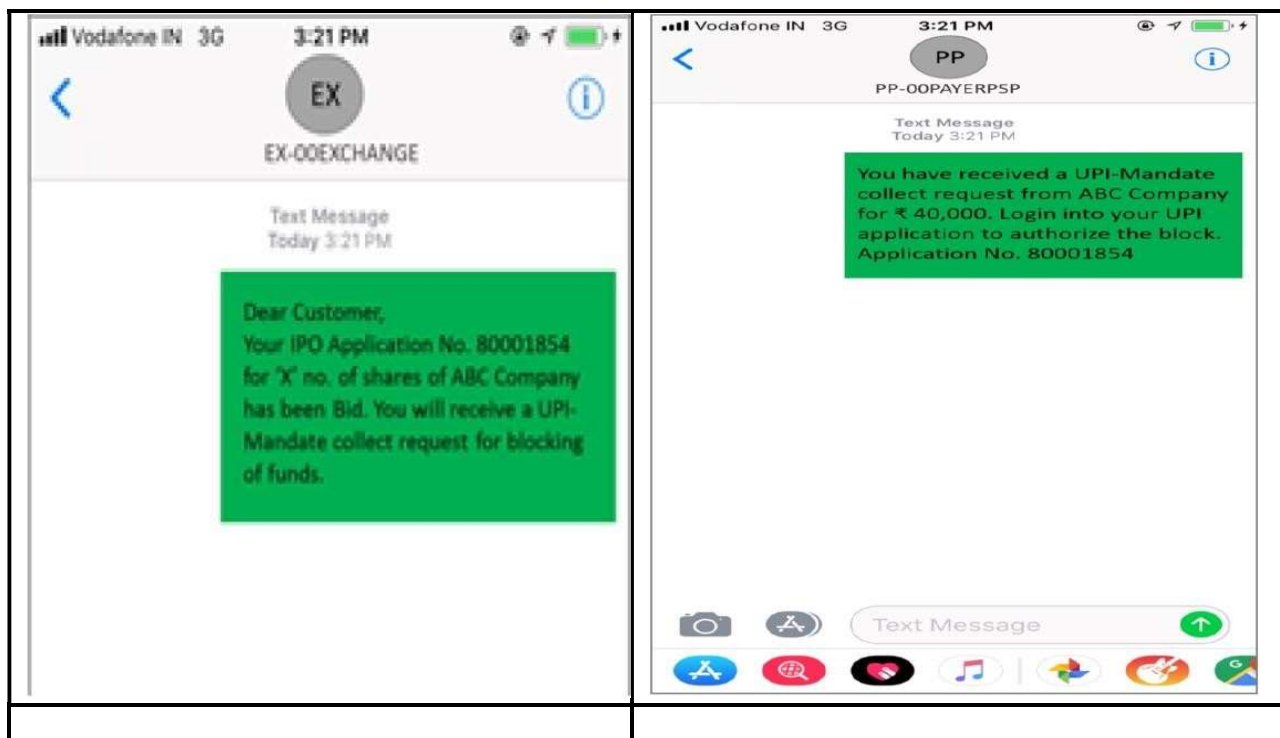 Vodafone IN 3G 3:21 PM
EX
EX-00EXCHANGE
Text Message
Today 3:21 PM
Dear Customer,
Your IPO Application No. 80001854
for 'X' no. of shares of ABC Company
has been Bid. You will receive a UPI-
Mandate collect request for blocking
of funds.
Vodafone IN 3G 3:21 PM
PP
PP-00PAYERPSP
Text Message
Today 3:21 PM
You have received a UPI-Mandate
collect request from ABC Company
for ₹ 40,000. Login into your UPI
application to authorize the block.
Application No. 80001854
Text Message